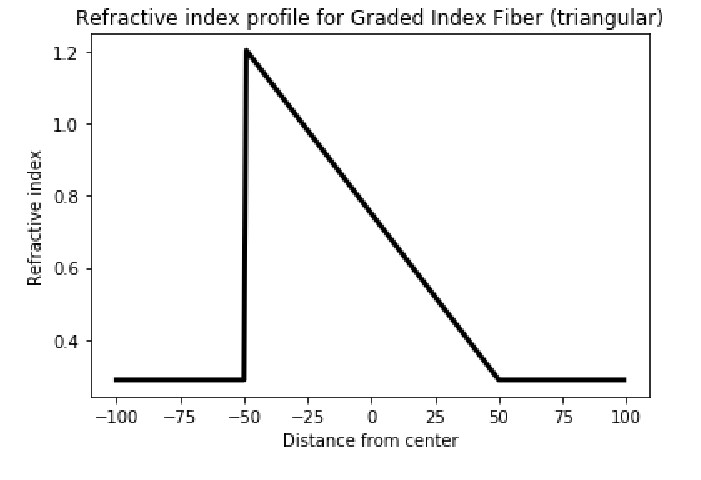 Refractive index profile for Graded Index Fiber (triangular)
1.2
1.0
0.8
0.6
0.4
Refractive index
−100 −75 −50 −25 0 25 50 75 100
Distance from center